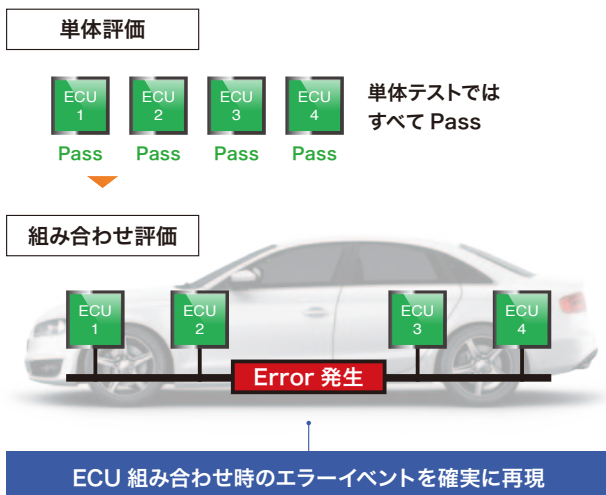 単体評価
ECU
1
ECU
2
ECU
3
ECU
4
単体テストでは
すべて Pass
Pass
Pass
Pass
Pass
組み合わせ評価
ECU
1
ECU
2
ECU
3
ECU
4
Error 発生
ECU 組み合わせ時のエラーイベントを確実に再現